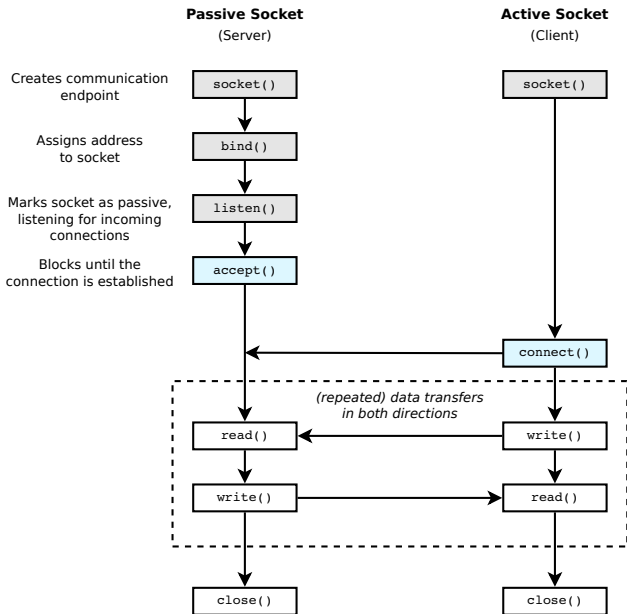 Passive Socket
(Server)
Active Socket
(Client)
Creates communication
endpoint
socket()
socket()
Assigns address
to socket
bind()
Marks socket as passive,
listening for incoming
connections
listen()
Blocks until the
connection is established
accept()
connect()
(repeated) data transfers
in both directions
read()
write()
write()
read()
close()
close()